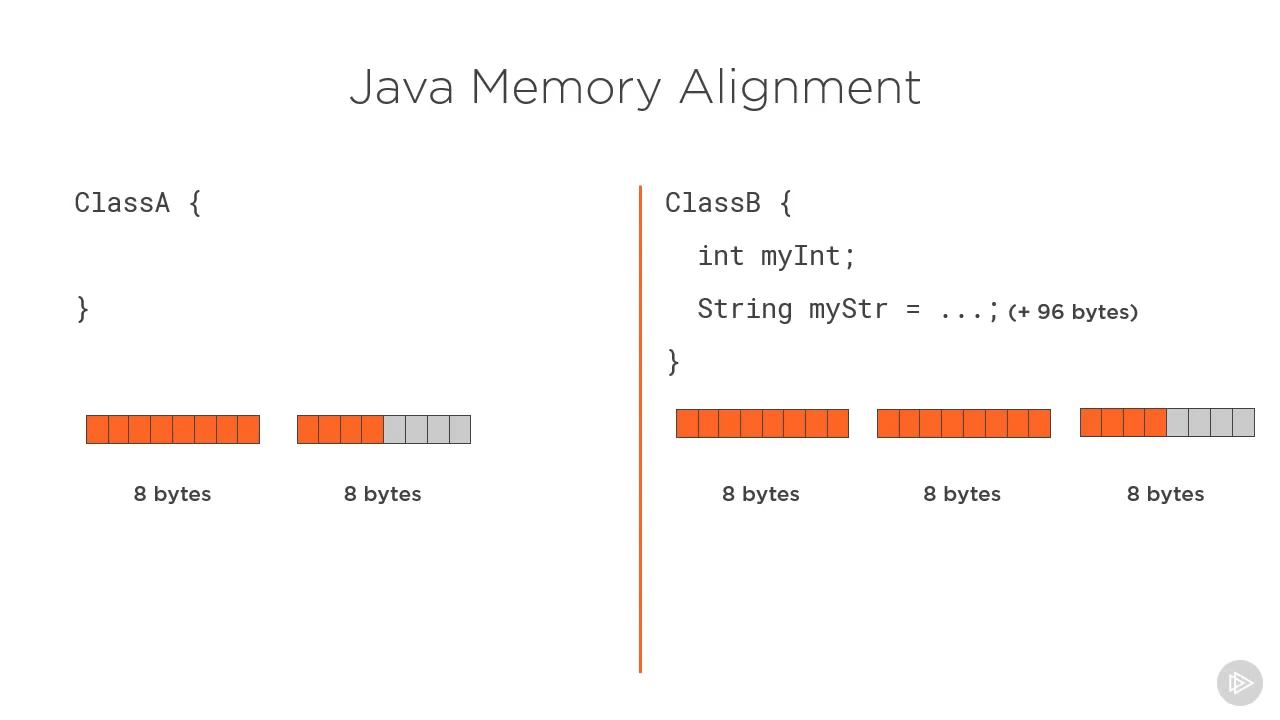 Java Memory Alignment
ClassA {
}
8 bytes 8 bytes
ClassB {
int myInt;
String myStr = ...; (+ 96 bytes)
}
8 bytes 8 bytes 8 bytes